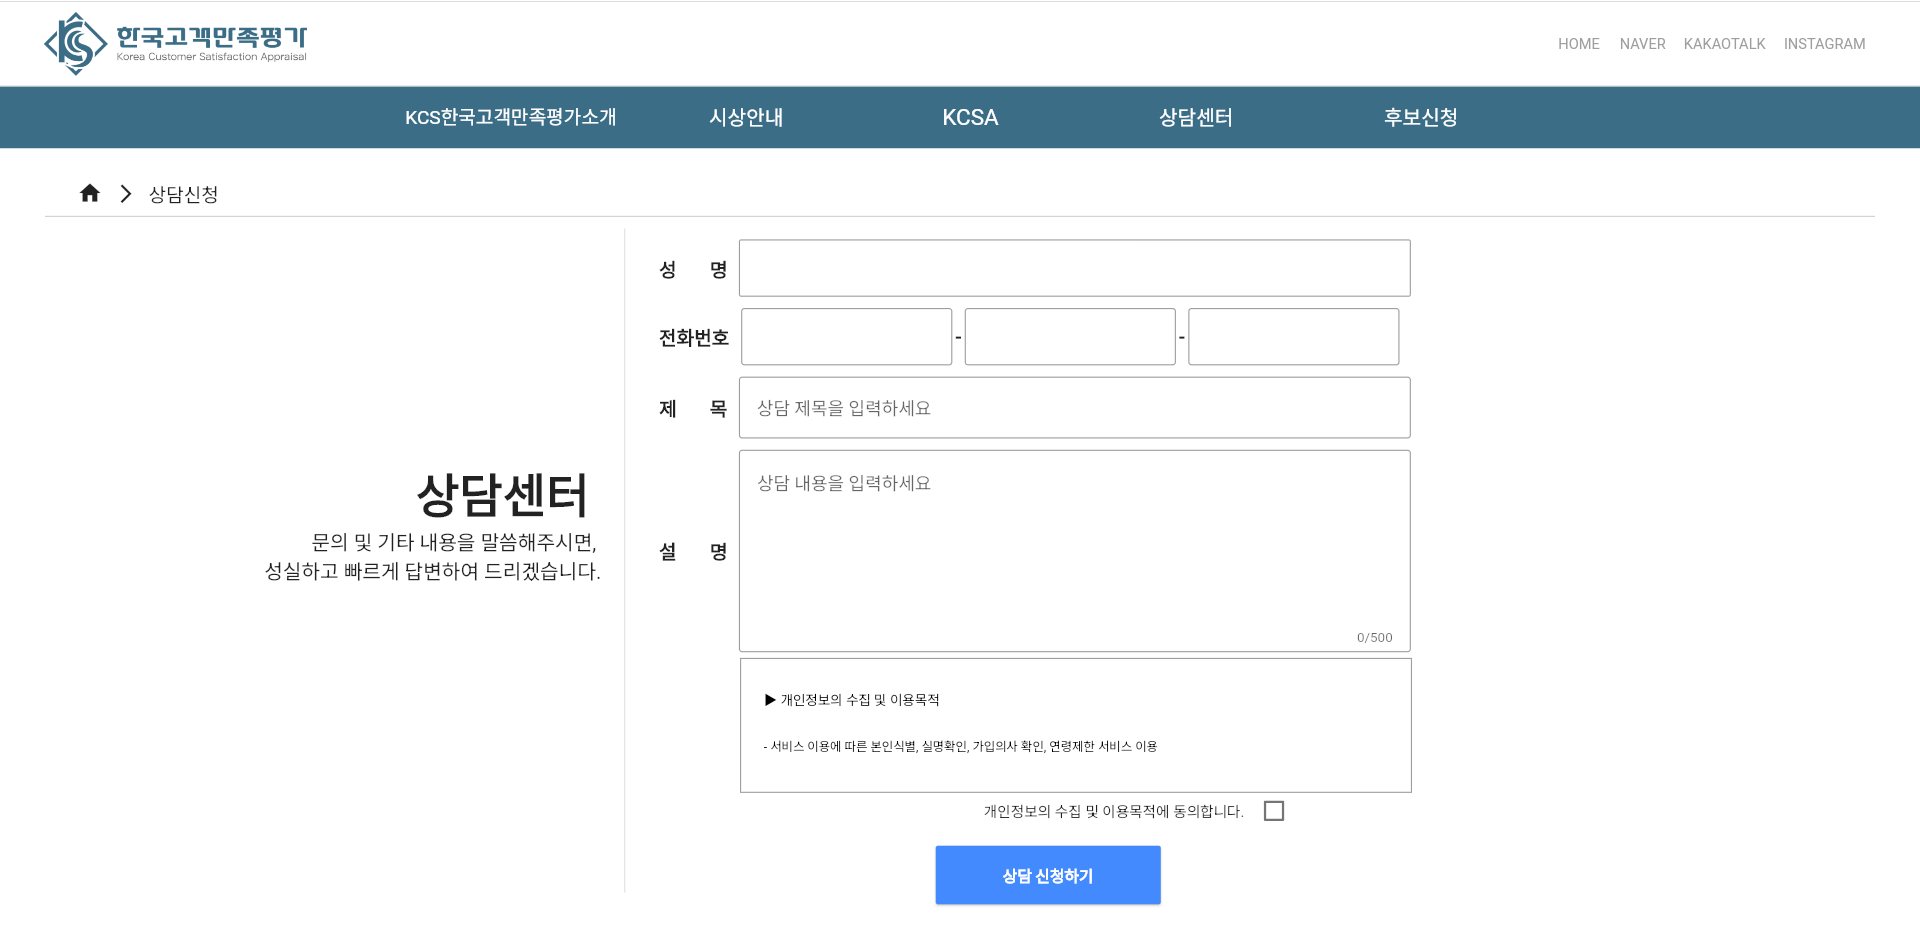 한국고객만족평가
Korea Customer Satisfaction Appraisal
HOME NAVER KAKAOTALK INSTAGRAM
KCS한국고객만족평가소개 시상안내 KCSA 상담센터 후보신청
상담신청
상담센터
문의 및 기타 내용을 말씀해주시면,
성실하고 빠르게 답변하여 드리겠습니다.
성 명
전화번호 - -
제 목 상담 제목을 입력하세요
상담 내용을 입력하세요
설 명
0/500
▶ 개인정보의 수집 및 이용목적
- 서비스 이용에 따른 본인식별, 실명확인, 가입의사 확인, 연령제한 서비스 이용
개인정보의 수집 및 이용목적에 동의합니다.
상담 신청하기